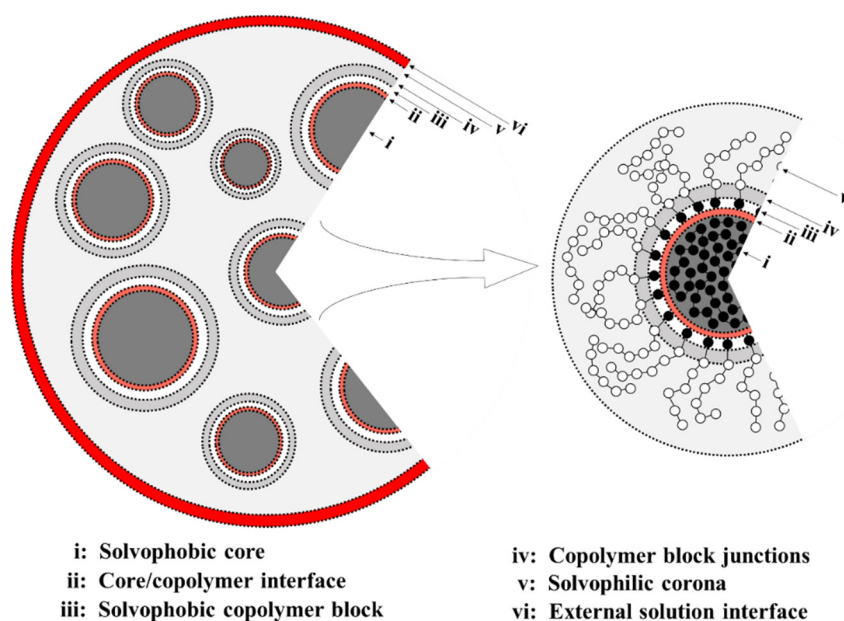 vi
v
iv
iii
ii
i
v
iv
iii
ii
i
i: Solvophobic core
ii: Core/copolymer interface
iii: Solvophobic copolymer block
iv: Copolymer block junctions
v: Solvophilic corona
vi: External solution interface